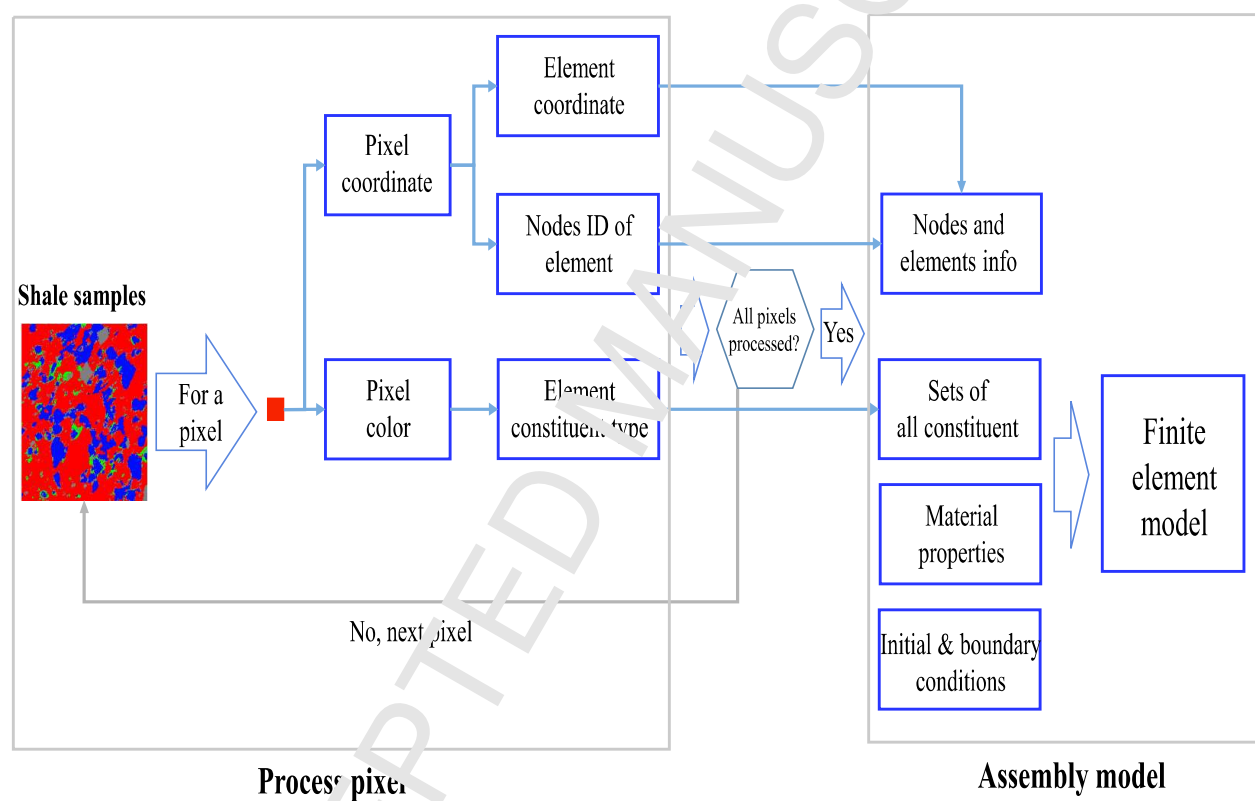 Element
coordinate
Pixel
coordinate
Nodes ID of
element
Nodes and
elements info
Shale samples
For a
pixel
All pixels
processed?
Yes
Pixel
color
Element
constituent type
Sets of
all constituent
Finite
element
model
Material
properties
No, next pixel
Initial & boundary
conditions
Process pixel
Assembly model
EPTED MANUSC